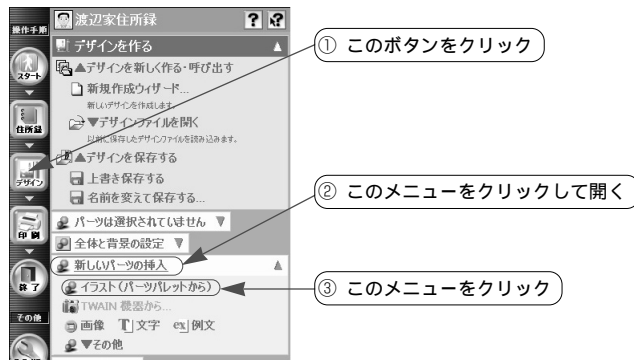 操作手順
スタート
住所録
デザイン
印刷
終了
その他
渡辺家住所録
デザインを作る ▲
▲デザインを新しく作る・呼び出す
新規作成ウィザード...
新しいデザインを作成します。
▼デザインファイルを開く
以前に保存したデザインファイルを読み込みます。
▲デザインを保存する
上書き保存する
名前を変えて保存する...
パーツは選択されていません ▼
全体と背景の設定 ▼
新しいパーツの挿入 ▲
イラスト(パーツパレットから)
TWAIN 機器から...
画像 T 文字 ex 例文
▼その他
① このボタンをクリック
② このメニューをクリックして開く
③ このメニューをクリック